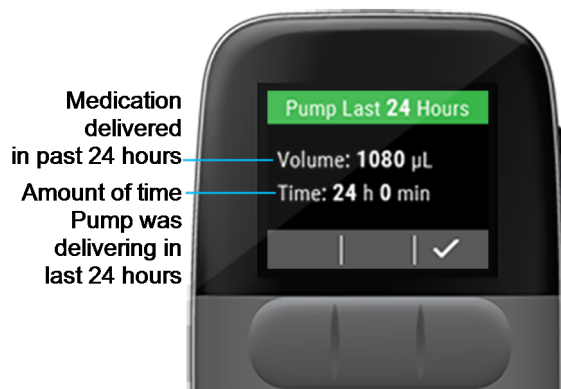 Medication
delivered
in past 24 hours
Amount of time
Pump was
delivering in
last 24 hours
Pump Last 24 Hours
Volume: 1080 µL
Time: 24 h 0 min